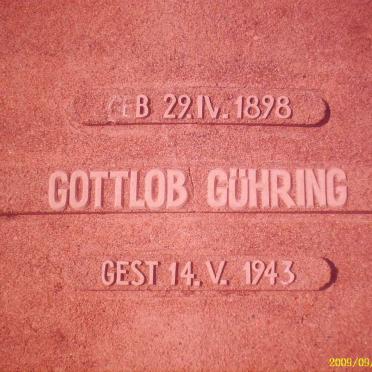 GEB 29.IV.1898
GOTTLOB GÜHRING
GEST 14.V.1943
2009/09/